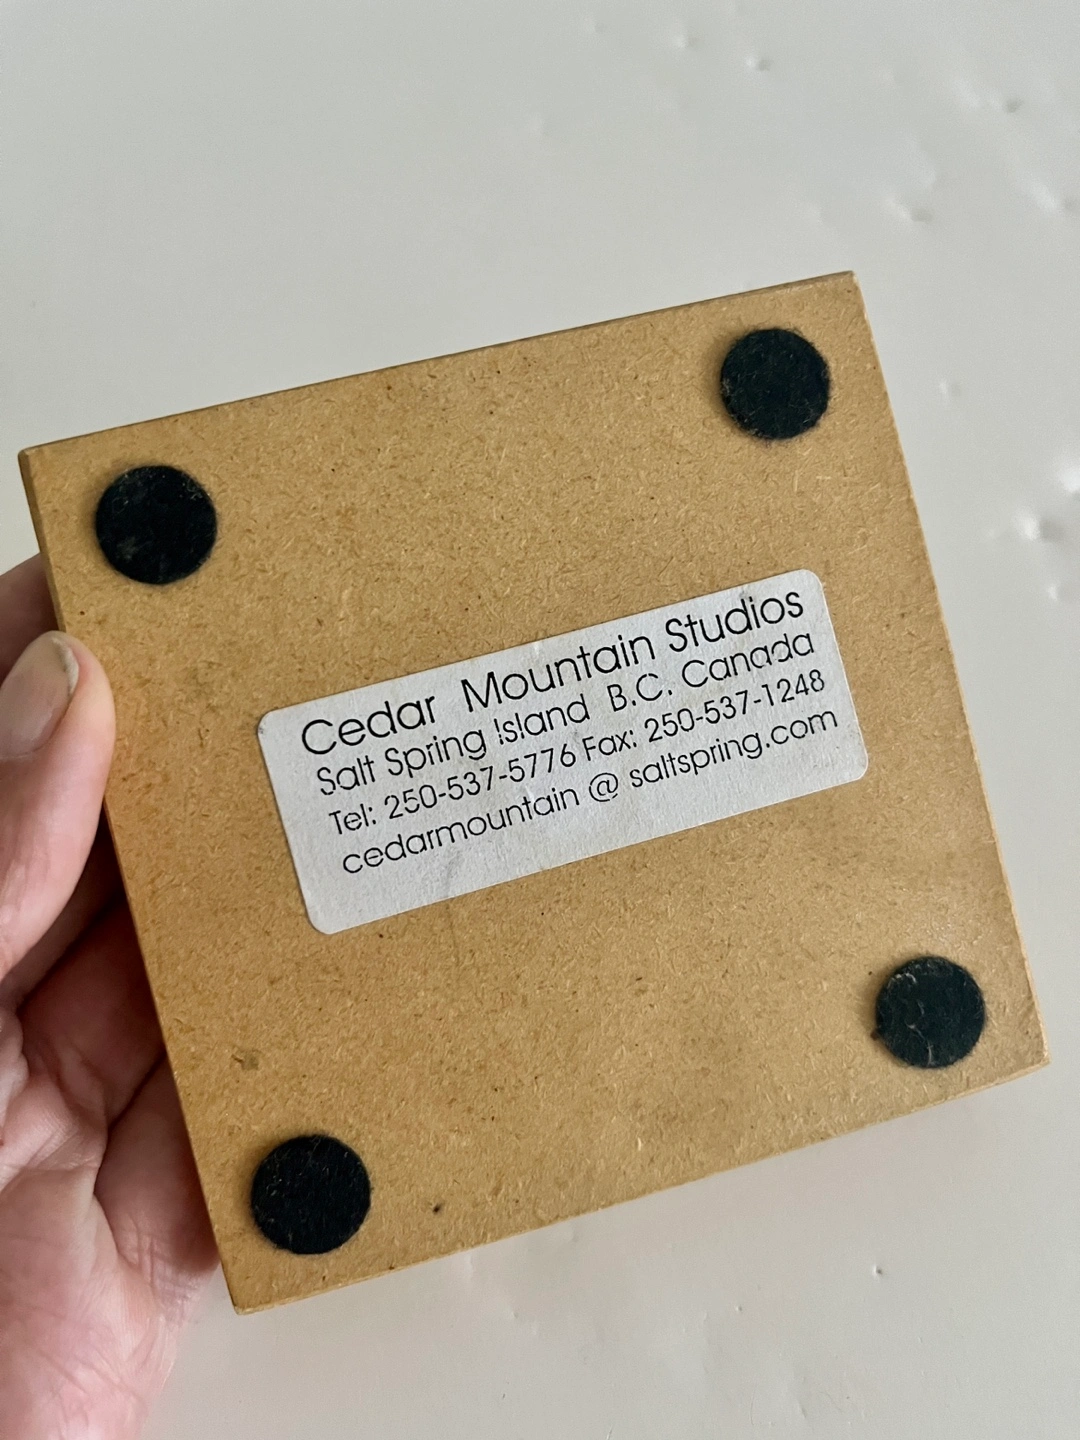 Cedar Mountain Studios
Salt Spring Island B.C. Canada
Tel: 250-537-5776 Fax: 250-537-1248
cedarmountain @ saltspring.com